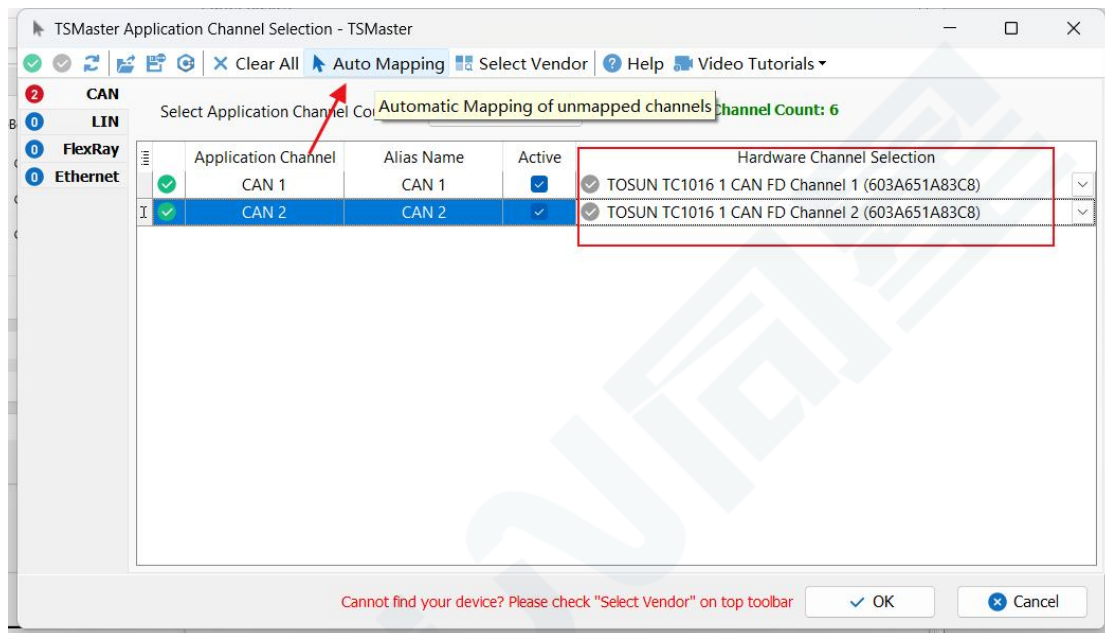 TSMaster Application Channel Selection - TSMaster
Clear All Auto Mapping Select Vendor Help Video Tutorials
Automatic Mapping of unmapped channels
2 CAN
0 LIN
0 FlexRay
0 Ethernet
Select Application Channel Channel Count: 6
Application Channel Alias Name Active Hardware Channel Selection
CAN 1 CAN 1 TOSUN TC1016 1 CAN FD Channel 1 (603A651A83C8)
CAN 2 CAN 2 TOSUN TC1016 1 CAN FD Channel 2 (603A651A83C8)
Cannot find your device? Please check "Select Vendor" on top toolbar OK Cancel